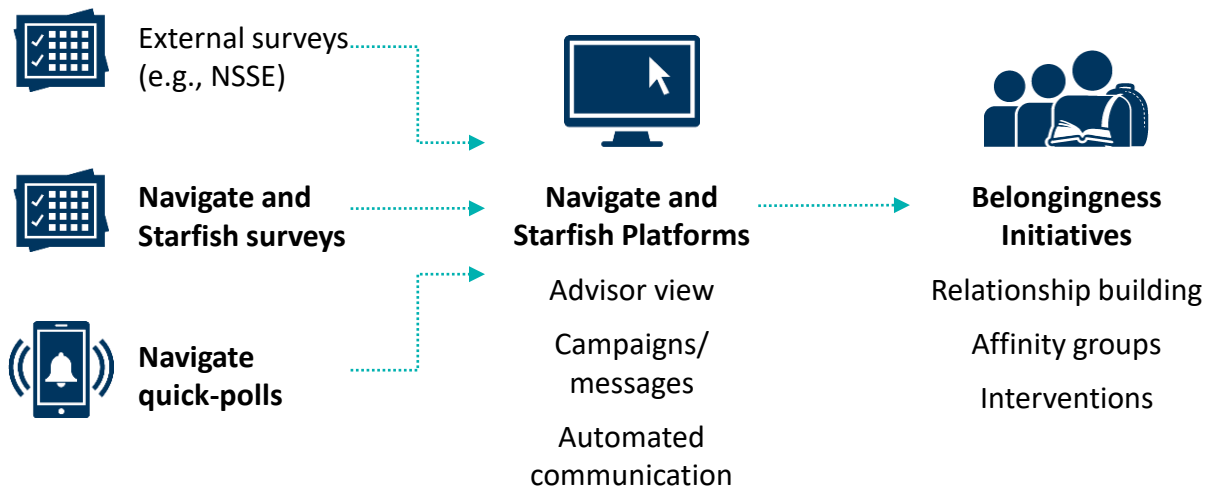 External surveys
(e.g., NSSE)
Navigate and
Starfish surveys
Navigate
quick-polls
Navigate and
Starfish Platforms
Advisor view
Campaigns/
messages
Automated
communication
Belongingness
Initiatives
Relationship building
Affinity groups
Interventions